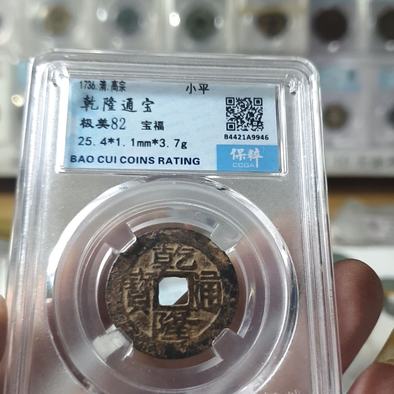 1736.清.高宗 小平
乾隆通宝
极美82 宝福
25.4*1.1mm*3.7g
B4421A9946
BAO CUI COINS RATING
保粹
CCGA
乾隆通寶